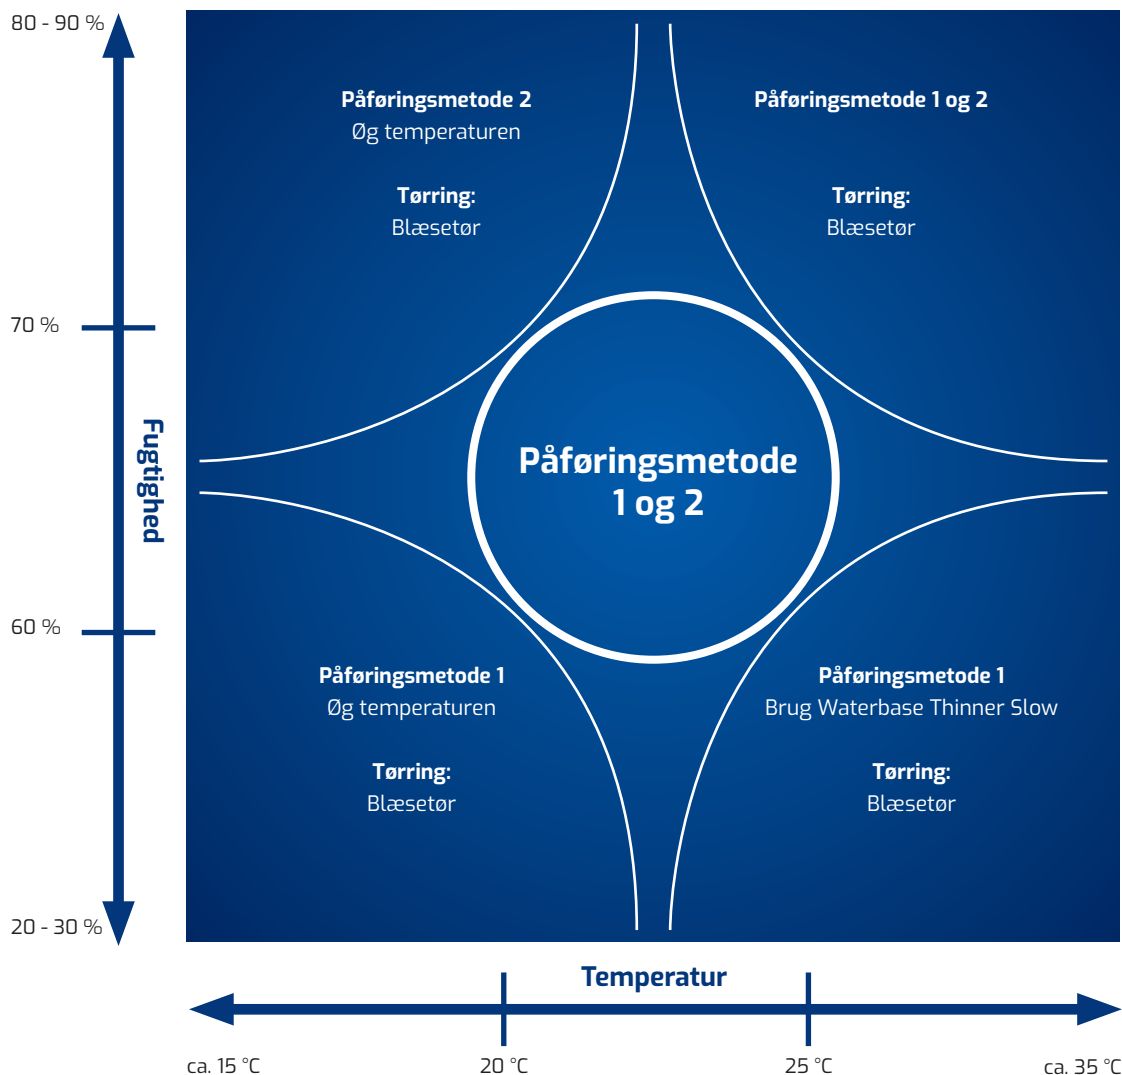 80 - 90 %
Påføringsmetode 2
Øg temperaturen
Tørring:
Blæsetør
Påføringsmetode 1 og 2
Tørring:
Blæsetør
70 %
Fugtighed
Påføringsmetode
1 og 2
60 %
Påføringsmetode 1
Øg temperaturen
Tørring:
Blæsetør
Påføringsmetode 1
Brug Waterbase Thinner Slow
Tørring:
Blæsetør
20 - 30 %
Temperatur
ca. 15 °C
20 °C
25 °C
ca. 35 °C